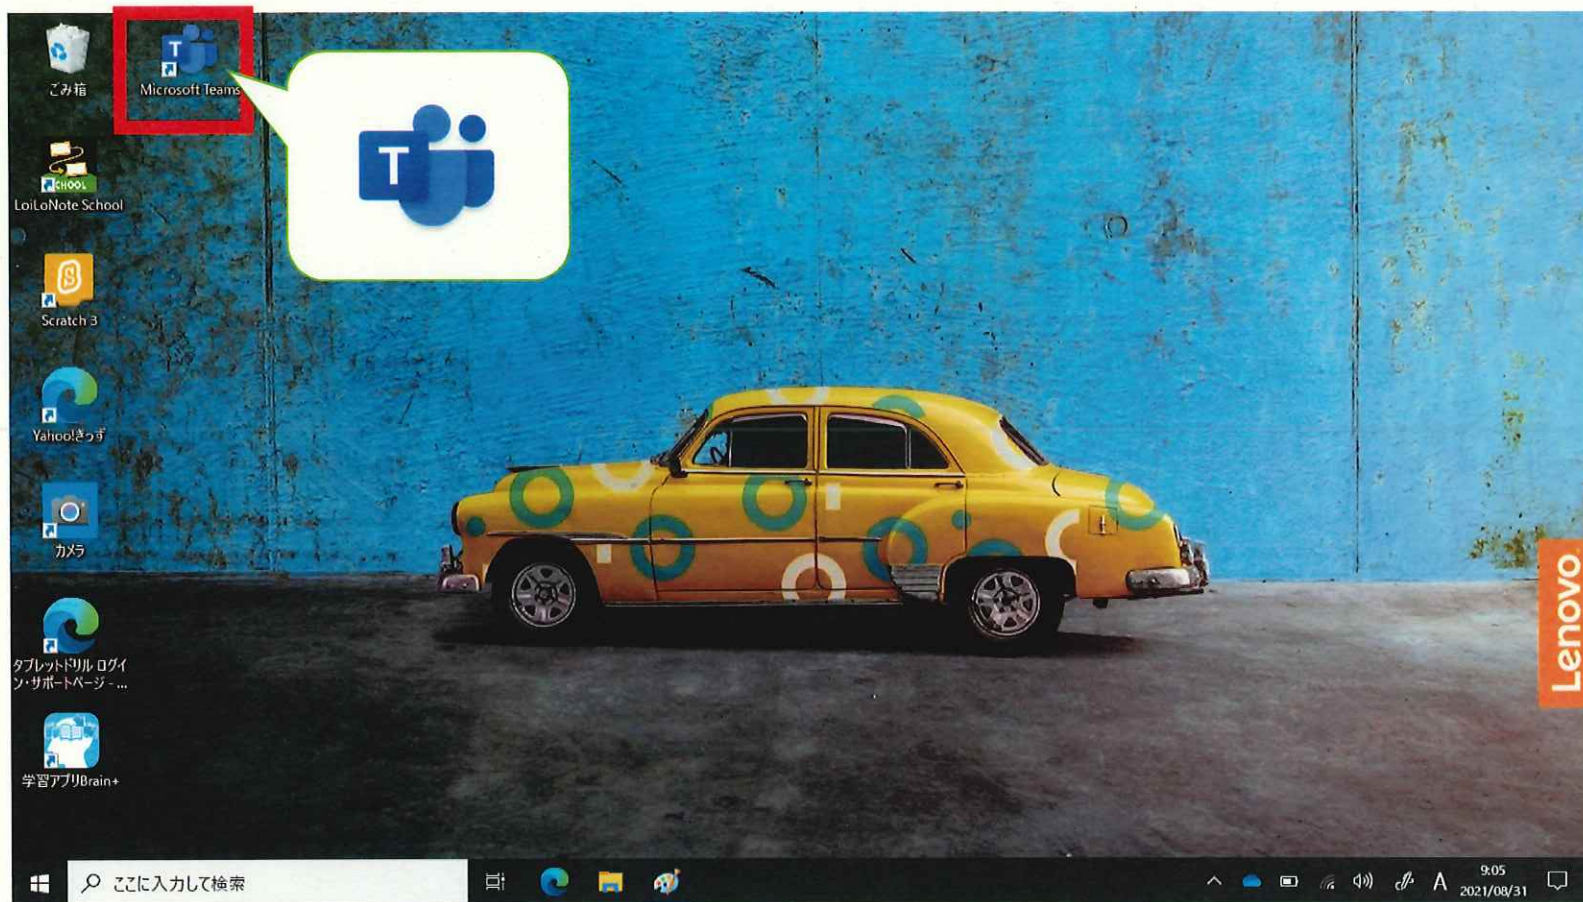 ごみ箱
T
Microsoft Teams
T
CHOOL
LoiLoNote School
S
Scratch 3
Yahoo!きっず
カメラ
タブレットドリル ログイ
ン・サポートページ - ...
学習アプリBrain+
Lenovo
ここに入力して検索
A
9:05
2021/08/31